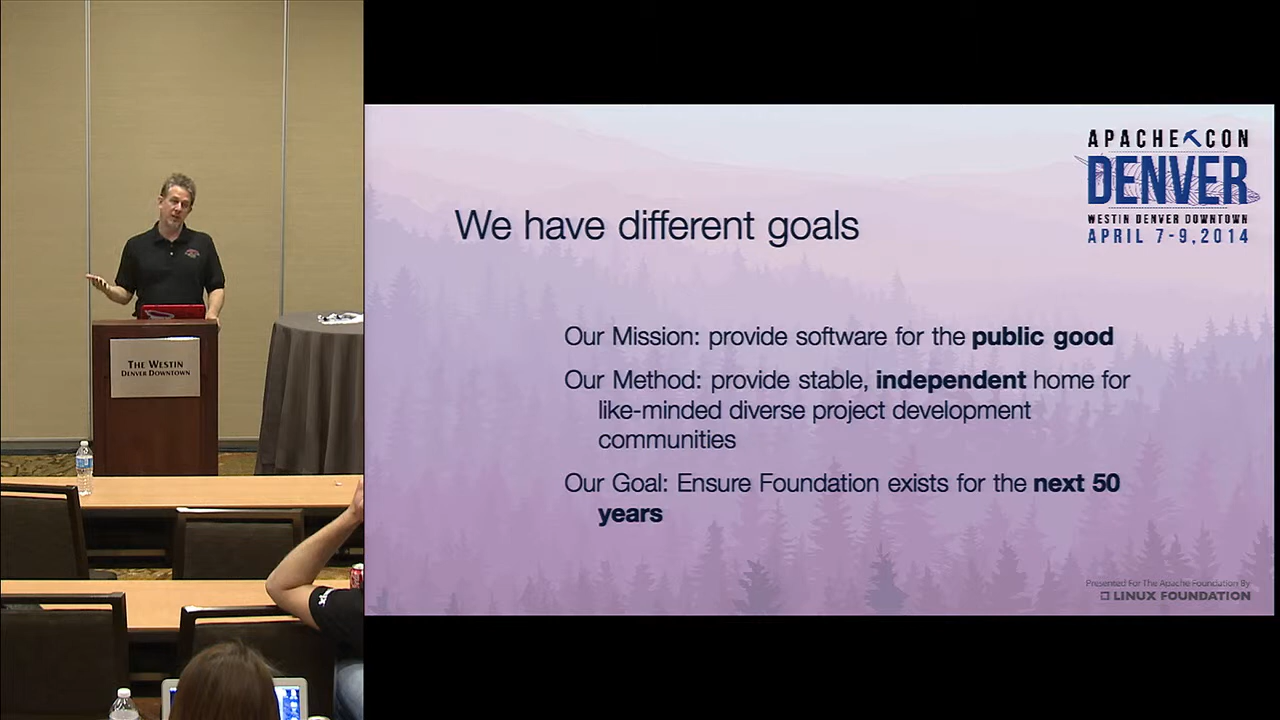 APACHE CON
DENVER
WESTIN DENVER DOWNTOWN
APRIL 7-9, 2014
We have different goals
Our Mission: provide software for the public good
Our Method: provide stable, independent home for
like-minded diverse project development
communities
Our Goal: Ensure Foundation exists for the next 50
years
Presented For The Apache Foundation By
LINUX FOUNDATION
THE WESTIN
DENVER DOWNTOWN